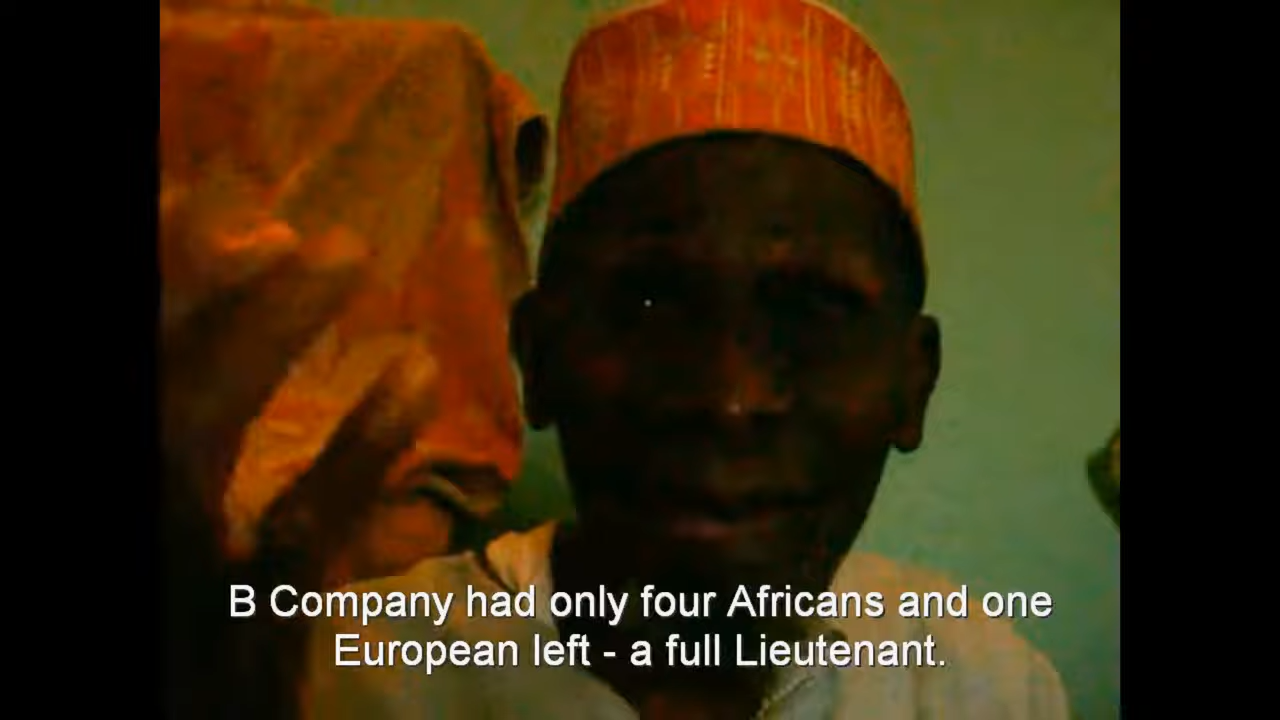 B Company had only four Africans and one
European left - a full Lieutenant.